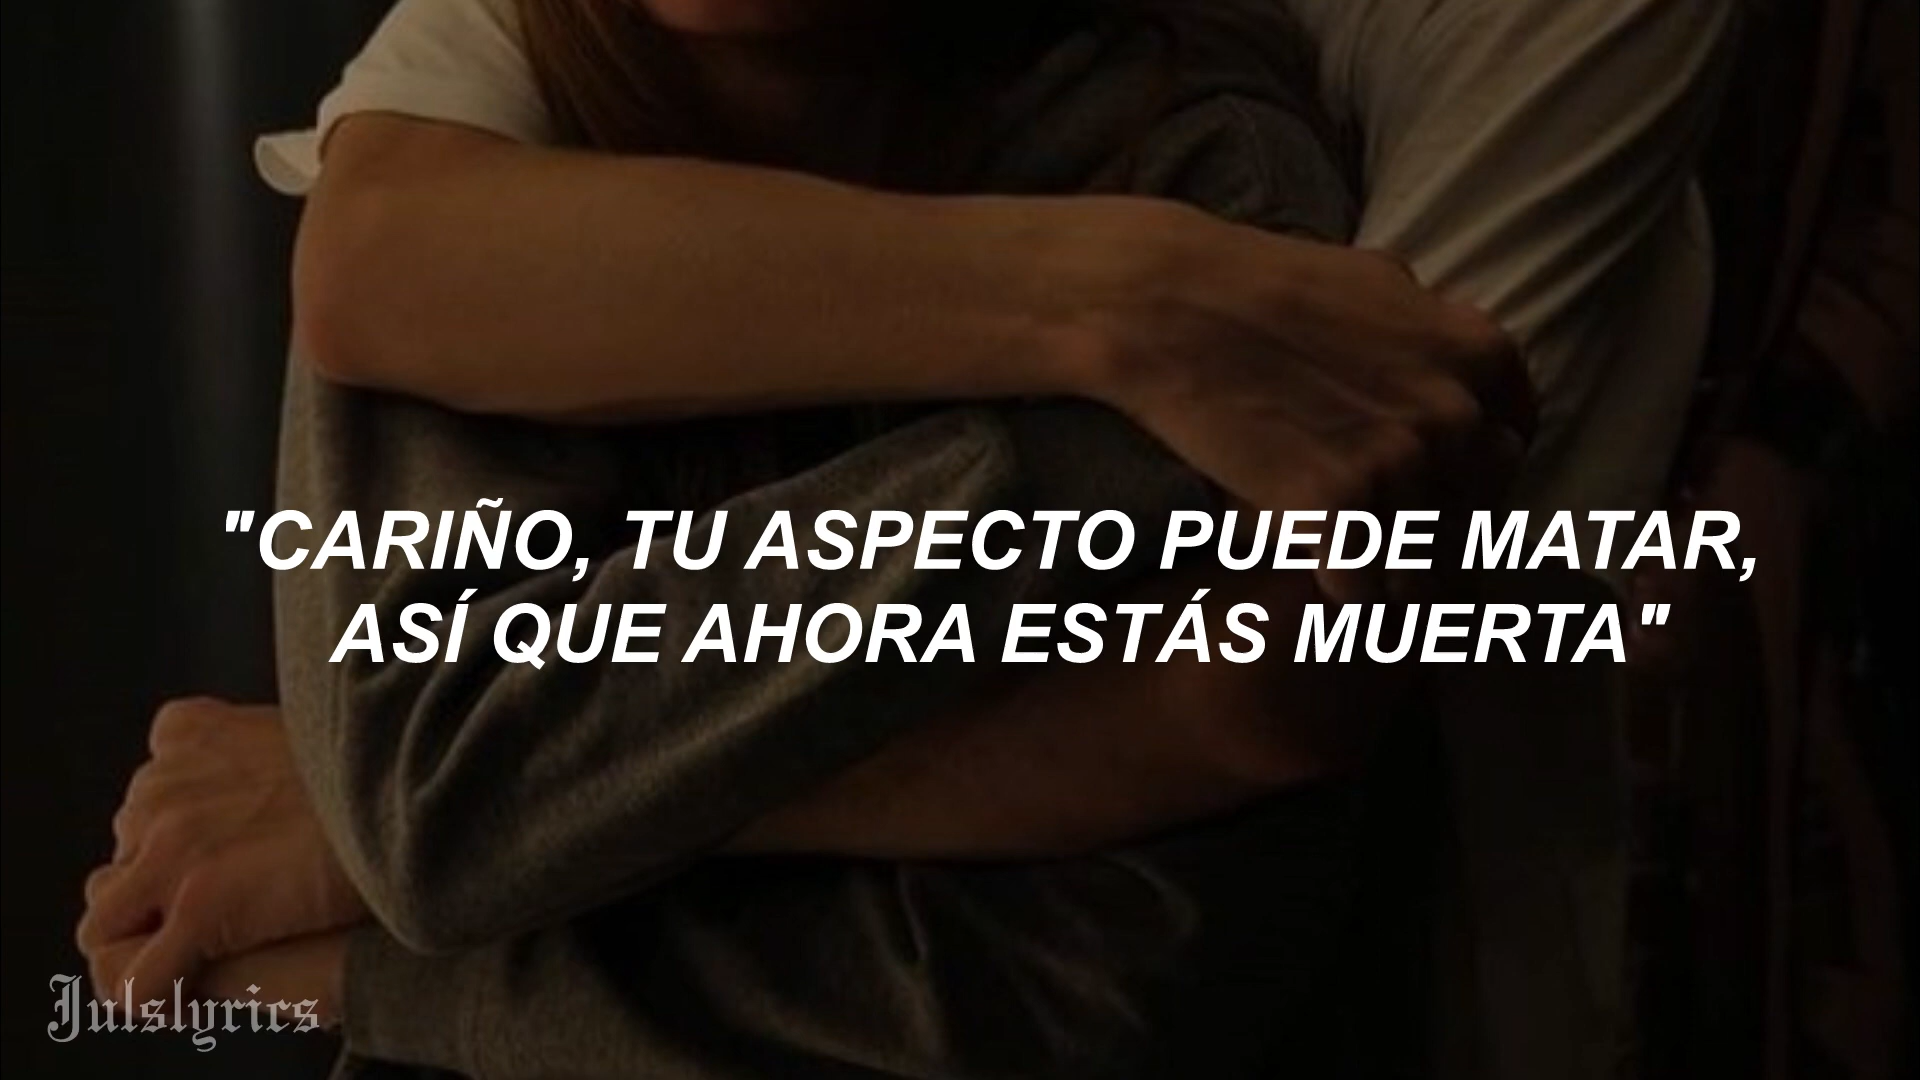 "CARIÑO, TU ASPECTO PUEDE MATAR,
ASÍ QUE AHORA ESTÁS MUERTA"
Julslyrics